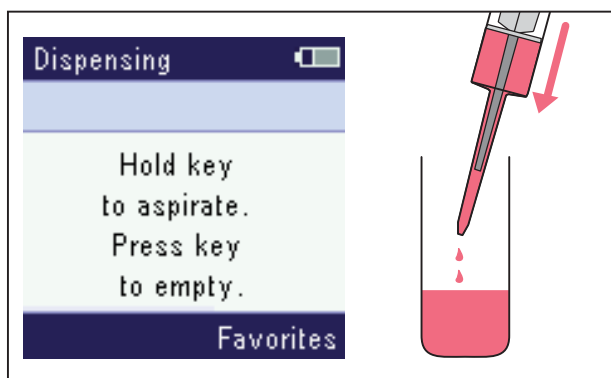 Dispensing
Hold key
to aspirate.
Press key
to empty.
Favorites